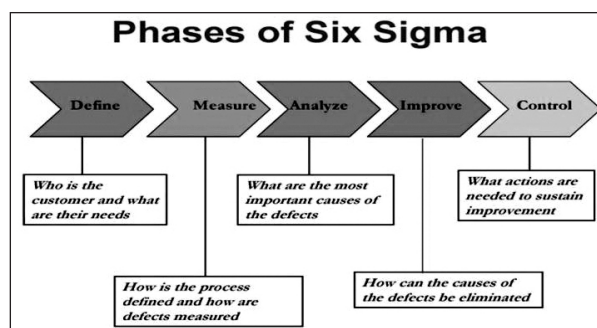 Phases of Six Sigma
Define
Measure
Analyze
Improve
Control
Who is the
customer and what
are their needs
What are the most
important causes of
the defects
What actions are
needed to sustain
improvement
How is the process
defined and how are
defects measured
How can the causes of
the defects be eliminated